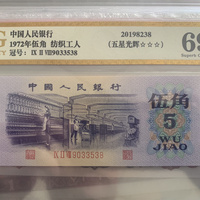 中国人民银行
1972年伍角 纺织工人
冠号: IX II VII9033538
20198238
(五星光辉☆☆☆)
69
中国人民银行
伍角
5
WU
JIAO
IX II VII9033538